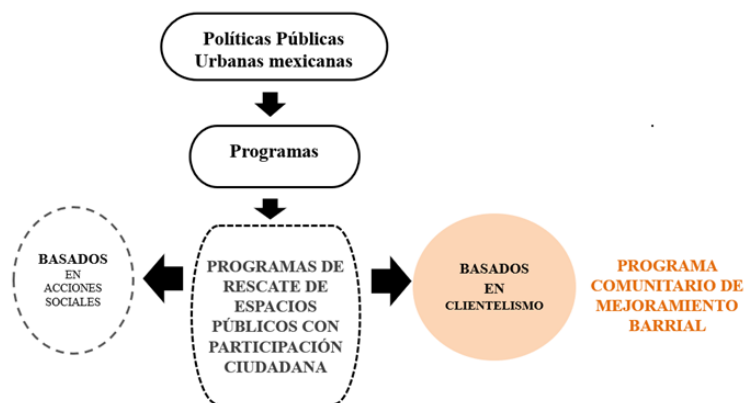 Políticas Públicas
Urbanas mexicanas
Programas
BASADOS
EN
ACCIONES
SOCIALES
PROGRAMAS DE
RESCATE DE
ESPACIOS
PÚBLICOS CON
PARTICIPACIÓN
CIUDADANA
BASADOS
EN
CLIENTELISMO
PROGRAMA
COMUNITARIO DE
MEJORAMIENTO
BARRIAL